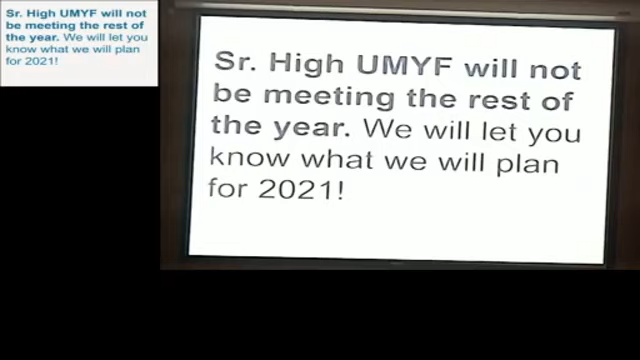 Sr. High UMYF will not
be meeting the rest of
the year. We will let you
know what we will plan
for 2021!
Sr. High UMYF will not
be meeting the rest of
the year. We will let you
know what we will plan
for 2021!